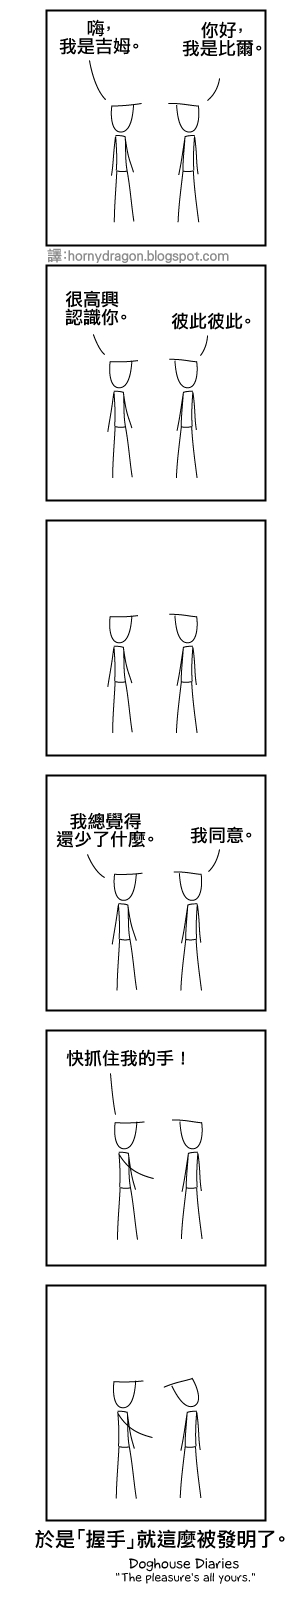 嗨,
我是吉姆。
你好,
我是比爾。
譯:hornydragon.blogspot.com
很高興
認識你。
彼此彼此。
我總覺得
還少了什麼。
我同意。
快抓住我的手！
於是「握手」就這麼被發明了。
Doghouse Diaries
"The pleasure's all yours."